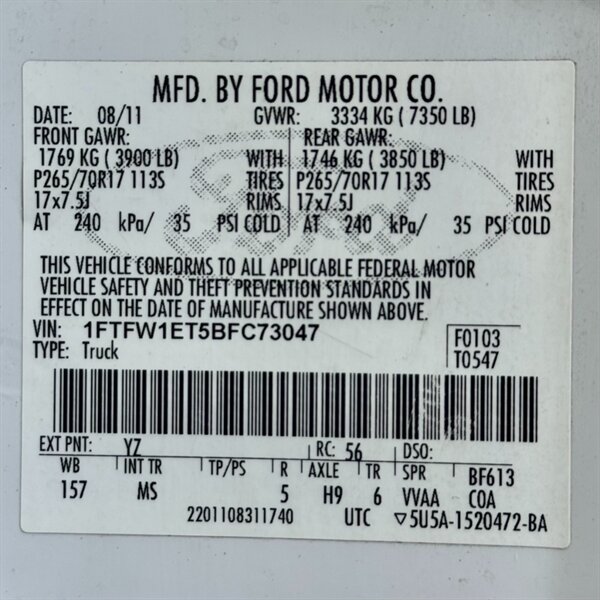 MFD. BY FORD MOTOR CO.
DATE: 08/11 GVWR: 3334 KG ( 7350 LB)
FRONT GAWR: REAR GAWR:
1769 KG ( 3900 LB) WITH 1746 KG ( 3850 LB) WITH
P265/70R17 113S TIRES P265/70R17 113S TIRES
17x7.5J RIMS 17x7.5J RIMS
AT 240 kPa/ 35 PSI COLD AT 240 kPa/ 35 PSI COLD
Ford
THIS VEHICLE CONFORMS TO ALL APPLICABLE FEDERAL MOTOR
VEHICLE SAFETY AND THEFT PREVENTION STANDARDS IN
EFFECT ON THE DATE OF MANUFACTURE SHOWN ABOVE.
VIN: 1FTFW1ET5BFC73047 F0103
TYPE: Truck T0547
EXT PNT: YZ RC: 56 DSO:
WB INT TR TP/PS R AXLE TR SPR BF613
157 MS 5 H9 6 VVAA COA
2201108311740 UTC ▽5U5A-1520472-BA